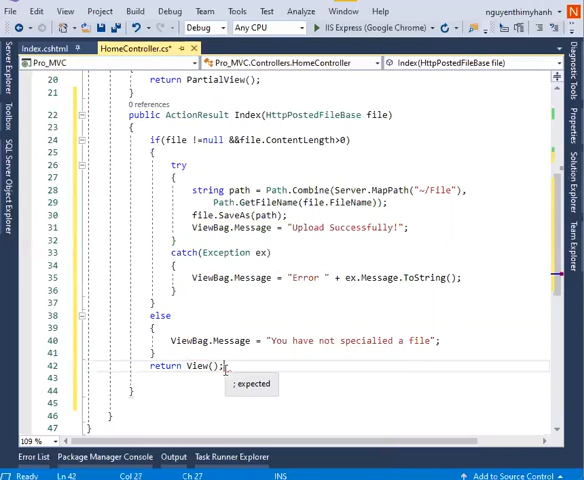 nguyenthimyhanh
File Edit View Project Build Debug Team Tools Architecture Test
Analyze Window Help
Debug Any CPU IIS Express (Google Chrome)
Index.cshtml HomeController.cs*
Pro_MVC Pro_MVC.Controllers.HomeController Index(HttpPostedFileBase file)
20 return PartialView();
21 }
0 references
22 public ActionResult Index(HttpPostedFileBase file)
23 {
24 if(file !=null &&file.ContentLength>0)
25 {
26 try
27 {
28 string path = Path.Combine(Server.MapPath("~/File"),
29 Path.GetFileName(file.FileName));
30 file.SaveAs(path);
31 ViewBag.Message = "Upload Successfully!";
32 }
33 catch(Exception ex)
34 {
35 ViewBag.Message = "Error " + ex.Message.ToString();
36 }
37 }
38 else
39 {
40 ViewBag.Message = "You have not specialied a file";
41 }
42 return View();
; expected
43
44 }
45
46 }
47 }
109 %
Error List Package Manager Console Output Task Runner Explorer
Ready Ln 42 Col 27 Ch 27 INS Add to Source Control
Server Explorer
Toolbox
SQL Server Object Explorer
Diagnostic Tools
Properties
Solution Explorer
Team Explorer